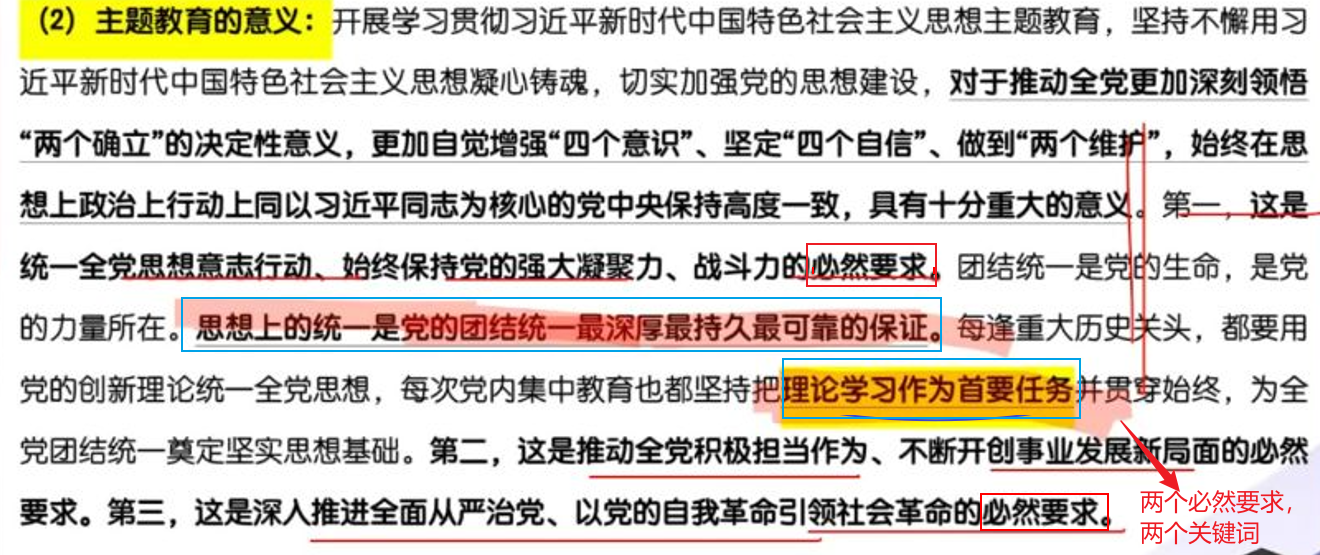 （2）主题教育的意义：开展学习贯彻习近平新时代中国特色社会主义思想主题教育，坚持不懈用习
近平新时代中国特色社会主义思想凝心铸魂，切实加强党的思想建设，对于推动全党更加深刻领悟
“两个确立”的决定性意义，更加自觉增强“四个意识”、坚定“四个自信”、做到“两个维护”，始终在思
想上政治上行动上同以习近平同志为核心的党中央保持高度一致，具有十分重大的意义。第一，这是
统一全党思想意志行动、始终保持党的强大凝聚力、战斗力的必然要求。团结统一是党的生命，是党
的力量所在。思想上的统一是党的团结统一最深厚最持久最可靠的保证。每逢重大历史关头，都要用
党的创新理论统一全党思想，每次党内集中教育也都坚持把理论学习作为首要任务并贯穿始终，为全
党团结统一奠定坚实思想基础。第二，这是推动全党积极担当作为、不断开创事业发展新局面的必然
要求。第三，这是深入推进全面从严治党、以党的自我革命引领社会革命的必然要求。
两个必然要求，
两个关键词